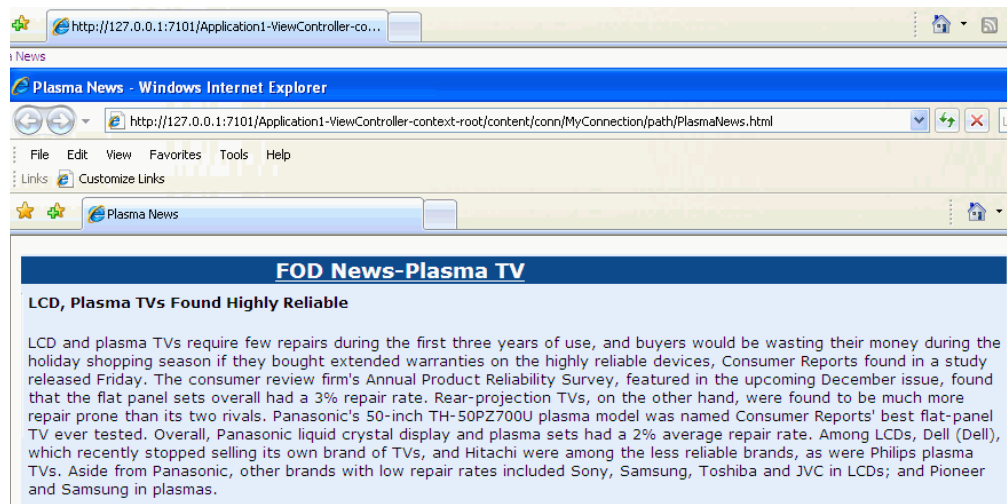 http://127.0.0.1:7101/Application1-ViewController-co...
News
Plasma News - Windows Internet Explorer
http://127.0.0.1:7101/Application1-ViewController-context-root/content/conn/MyConnection/path/PlasmaNews.html
File Edit View Favorites Tools Help
Links Customize Links
Plasma News
FOD News-Plasma TV
LCD, Plasma TVs Found Highly Reliable
LCD and plasma TVs require few repairs during the first three years of use, and buyers would be wasting their money during the
holiday shopping season if they bought extended warranties on the highly reliable devices, Consumer Reports found in a study
released Friday. The consumer review firm's Annual Product Reliability Survey, featured in the upcoming December issue, found
that the flat panel sets overall had a 3% repair rate. Rear-projection TVs, on the other hand, were found to be much more
repair prone than its two rivals. Panasonic's 50-inch TH-50PZ700U plasma model was named Consumer Reports' best flat-panel
TV ever tested. Overall, Panasonic liquid crystal display and plasma sets had a 2% average repair rate. Among LCDs, Dell (Dell),
which recently stopped selling its own brand of TVs, and Hitachi were among the less reliable brands, as were Philips plasma
TVs. Aside from Panasonic, other brands with low repair rates included Sony, Samsung, Toshiba and JVC in LCDs; and Pioneer
and Samsung in plasmas.